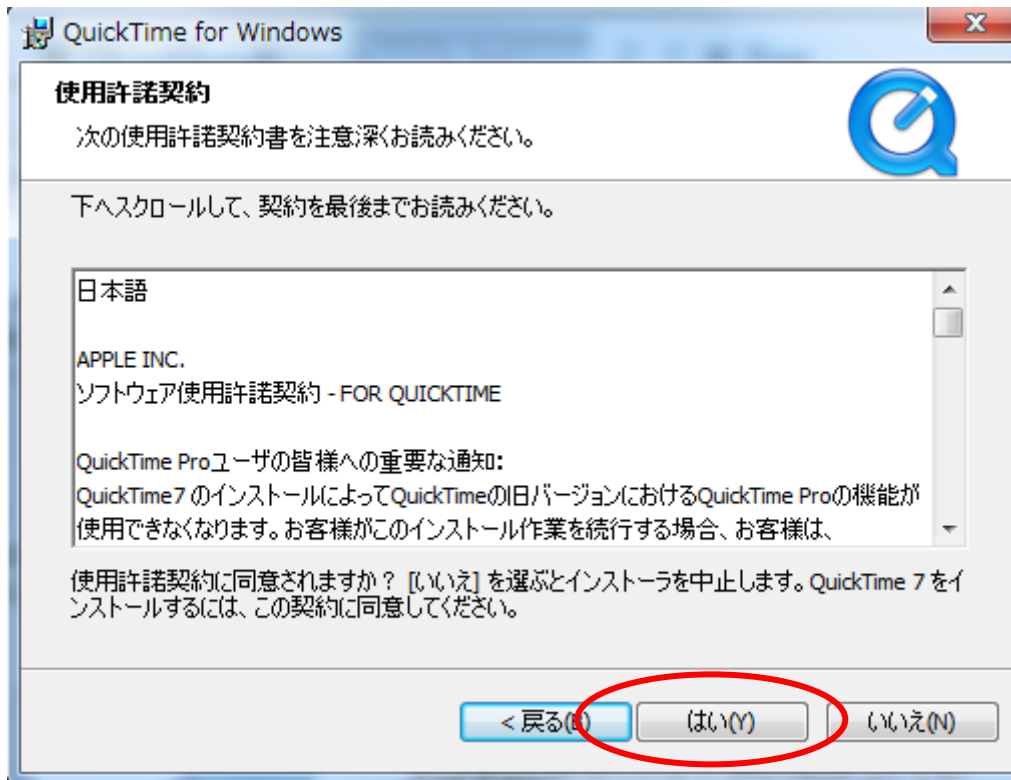 QuickTime for Windows
使用許諾契約
次の使用許諾契約書を注意深くお読みください。
下へスクロールして、契約を最後までお読みください。
日本語
APPLE INC.
ソフトウェア使用許諾契約 - FOR QUICKTIME
QuickTime Proユーザの皆様への重要な通知:
QuickTime7 のインストールによってQuickTimeの旧バージョンにおけるQuickTime Proの機能が
使用できなくなります。お客様がこのインストール作業を続行する場合、お客様は、
使用許諾契約に同意されますか？ [いいえ] を選ぶとインストーラを中止します。QuickTime 7 をイ
ンストールするには、この契約に同意してください。
< 戻る(B) はい(Y) いいえ(N)